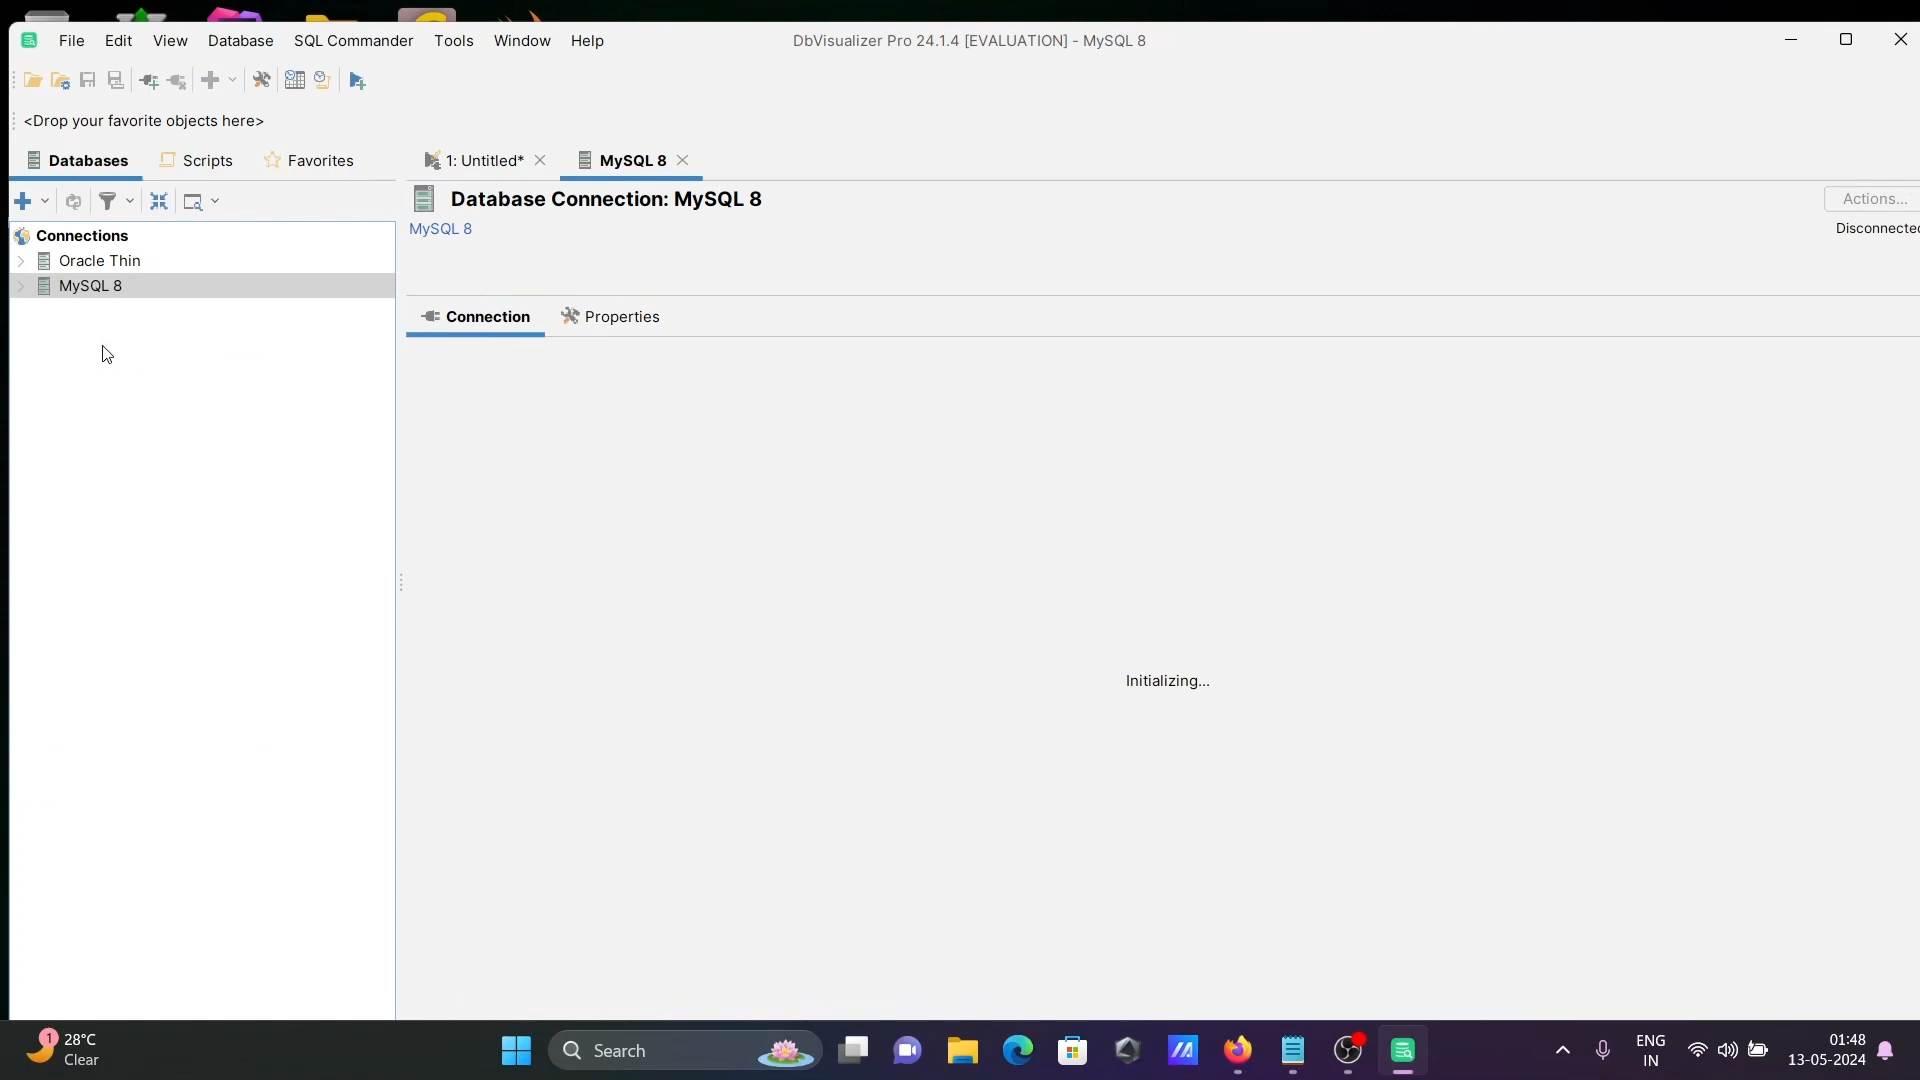 File Edit View Database SQL Commander Tools Window Help
DbVisualizer Pro 24.1.4 [EVALUATION] - MySQL 8
<Drop your favorite objects here>
Databases Scripts Favorites
1: Untitled* MySQL 8
Database Connection: MySQL 8
Actions...
MySQL 8
Disconnected
Connections
Oracle Thin
MySQL 8
Connection Properties
Initializing...
1
28°C
Clear
Search
ENG
IN
01:48
13-05-2024